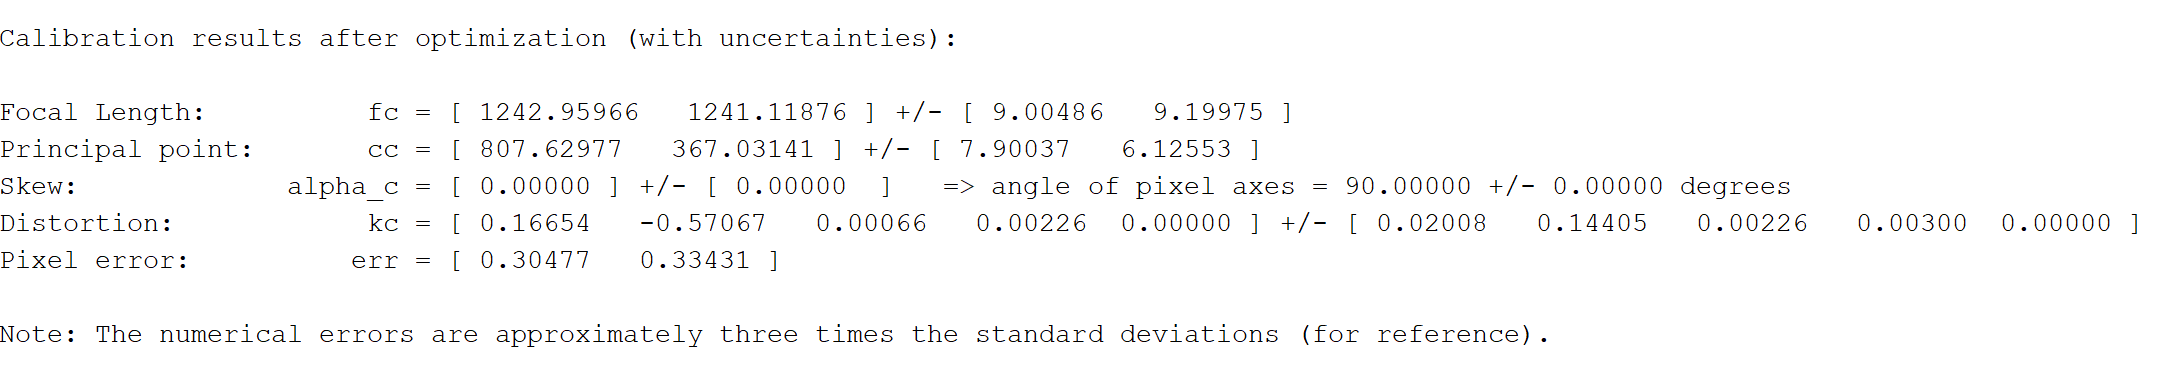 Calibration results after optimization (with uncertainties):
Focal Length: fc = [ 1242.95966 1241.11876 ] +/- [ 9.00486 9.19975 ]
Principal point: cc = [ 807.62977 367.03141 ] +/- [ 7.90037 6.12553 ]
Skew: alpha_c = [ 0.00000 ] +/- [ 0.00000 ] => angle of pixel axes = 90.00000 +/- 0.00000 degrees
Distortion: kc = [ 0.16654 -0.57067 0.00066 0.00226 0.00000 ] +/- [ 0.02008 0.14405 0.00226 0.00300 0.00000 ]
Pixel error: err = [ 0.30477 0.33431 ]
Note: The numerical errors are approximately three times the standard deviations (for reference).